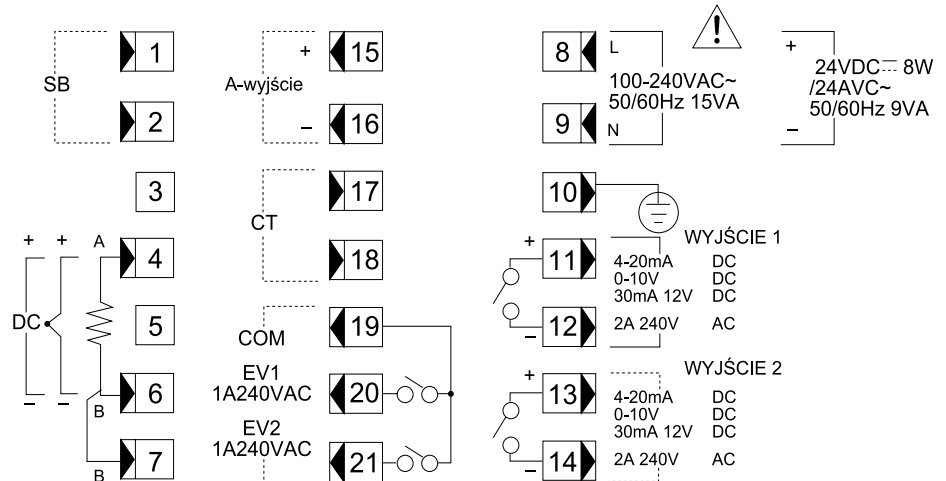 SB
1
2
3
+ + A
4
DC
5
6
– – B
7
B
+
15
A-wyjście
–
16
17
CT
18
19
COM
EV1
1A240VAC
20
EV2
1A240VAC
21
8
L
100-240VAC~
50/60Hz 15VA
9
N
+
24VDC⎓ 8W
/24AVC~
50/60Hz 9VA
–
10
WYJŚCIE 1
+
11
4-20mA DC
0-10V DC
30mA 12V DC
–
12
2A 240V AC
WYJŚCIE 2
+
13
4-20mA DC
0-10V DC
30mA 12V DC
–
14
2A 240V AC